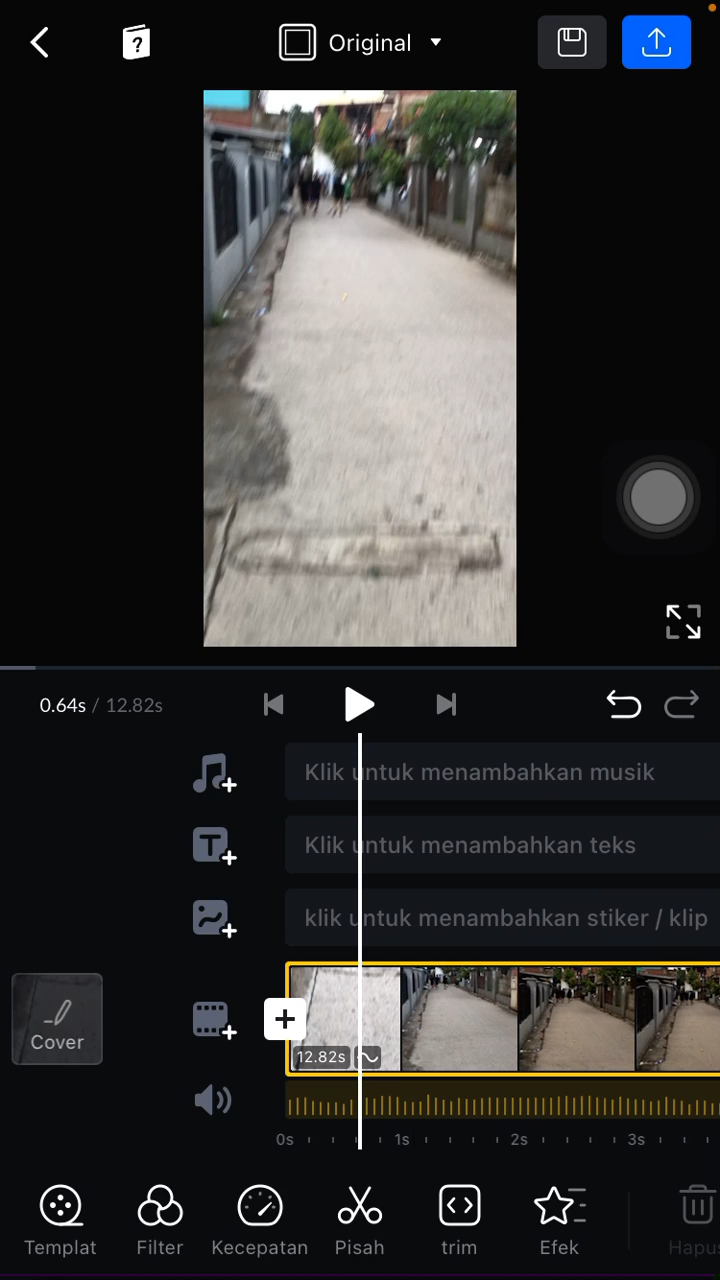 ?
Original
0.64s / 12.82s
Klik untuk menambahkan musik
T
Klik untuk menambahkan teks
klik untuk menambahkan stiker / klip
Cover
12.82s
0s 1s 2s 3s
Templat Filter Kecepatan Pisah trim Efek Hapus